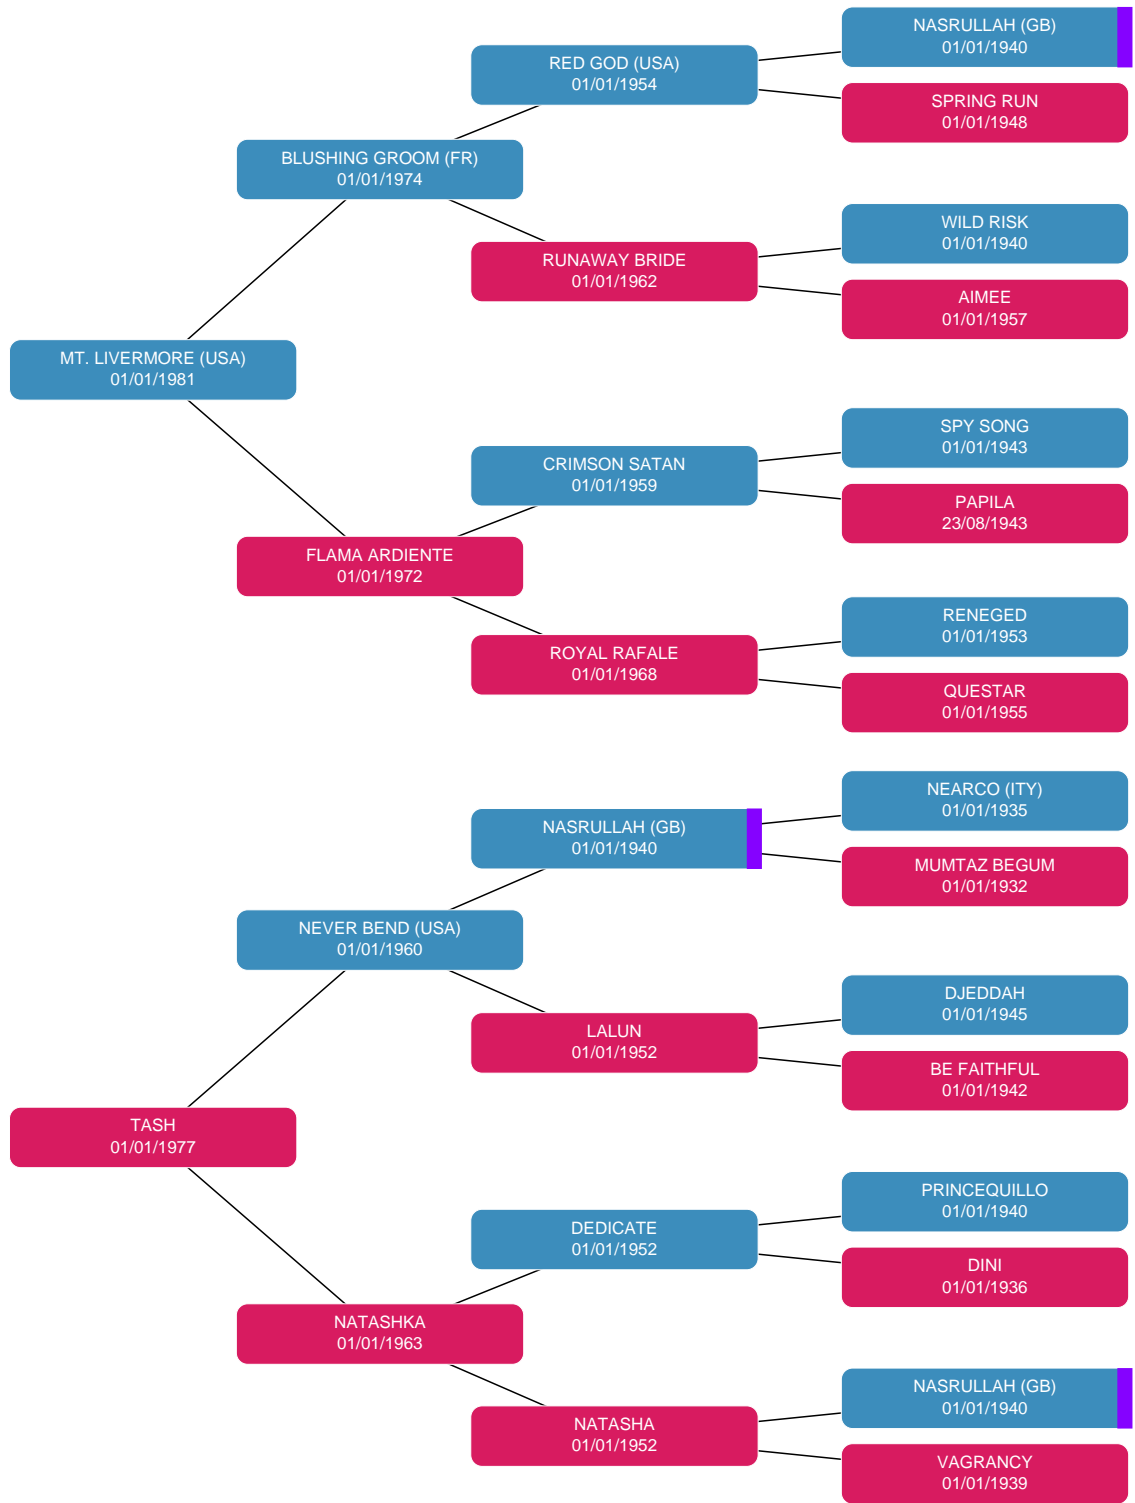 NASRULLAH (GB)
01/01/1940
RED GOD (USA)
01/01/1954
SPRING RUN
01/01/1948
BLUSHING GROOM (FR)
01/01/1974
WILD RISK
01/01/1940
RUNAWAY BRIDE
01/01/1962
AIMEE
01/01/1957
MT. LIVERMORE (USA)
01/01/1981
SPY SONG
01/01/1943
CRIMSON SATAN
01/01/1959
PAPILA
23/08/1943
FLAMA ARDIENTE
01/01/1972
RENEGED
01/01/1953
ROYAL RAFALE
01/01/1968
QUESTAR
01/01/1955
NEARCO (ITY)
01/01/1935
NASRULLAH (GB)
01/01/1940
MUMTAZ BEGUM
01/01/1932
NEVER BEND (USA)
01/01/1960
DJEDDAH
01/01/1945
LALUN
01/01/1952
BE FAITHFUL
01/01/1942
TASH
01/01/1977
PRINCEQUILLO
01/01/1940
DEDICATE
01/01/1952
DINI
01/01/1936
NATASHKA
01/01/1963
NASRULLAH (GB)
01/01/1940
NATASHA
01/01/1952
VAGRANCY
01/01/1939